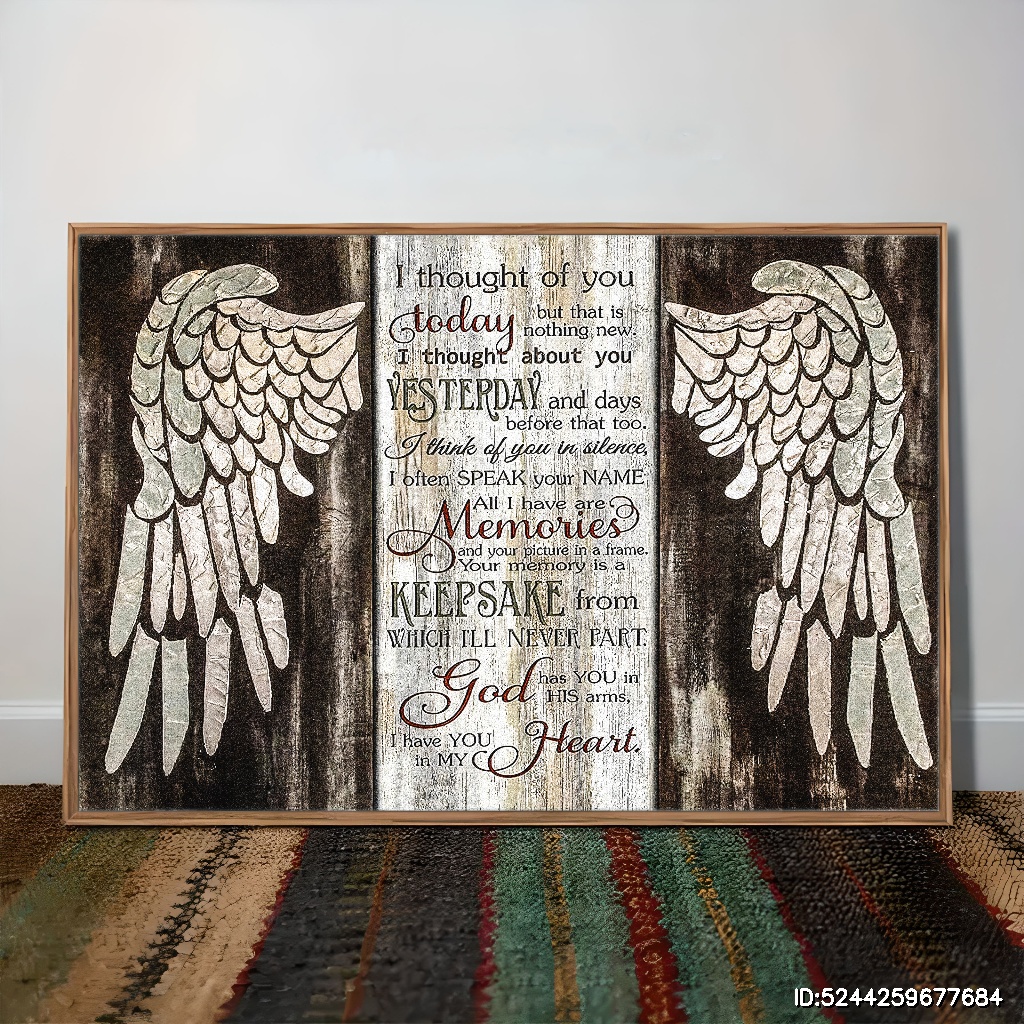 I thought of you
today but that is
nothing new.
I thought about you
YESTERDAY and days
before that too.
I think of you in silence,
I often SPEAK your NAME
All I have are
Memories
and your picture in a frame.
Your memory is a
KEEPSAKE from
WHICH I'LL NEVER PART.
God has YOU in
HIS arms,
I have YOU
in MY Heart.
ID:5244259677684